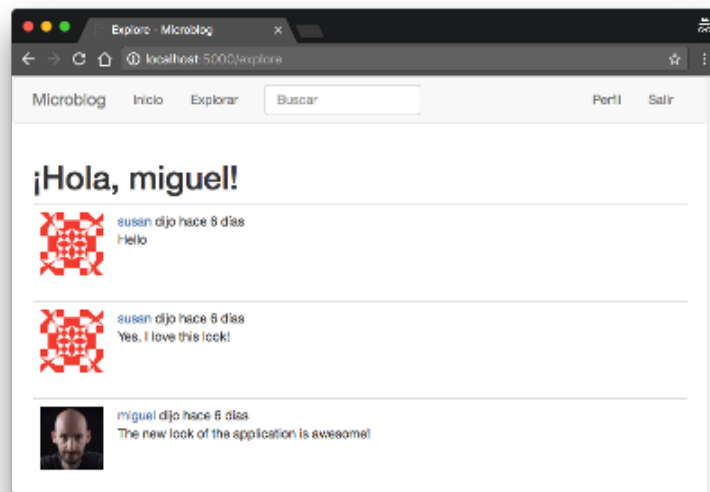 Explore - Microblog
localhost:5000/explore
Microblog Inicio Explorar Buscar Perfil Salir
¡Hola, miguel!
susan dijo hace 6 días
Hello
susan dijo hace 6 días
Yes, I love this look!
miguel dijo hace 6 días
The new look of the application is awesome!